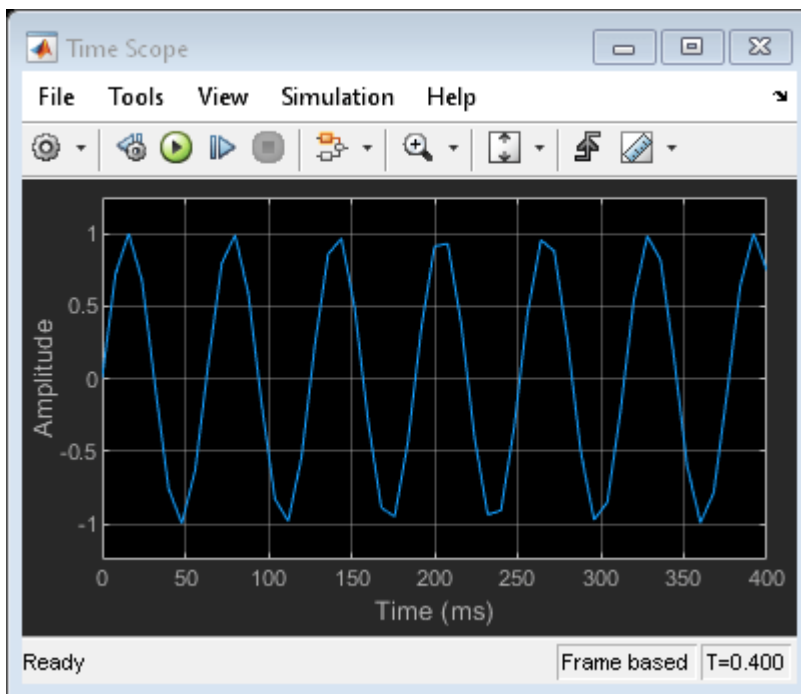 Time Scope
File Tools View Simulation Help
1
0.5
0
-0.5
-1
Amplitude
0 50 100 150 200 250 300 350 400
Time (ms)
Ready Frame based T=0.400